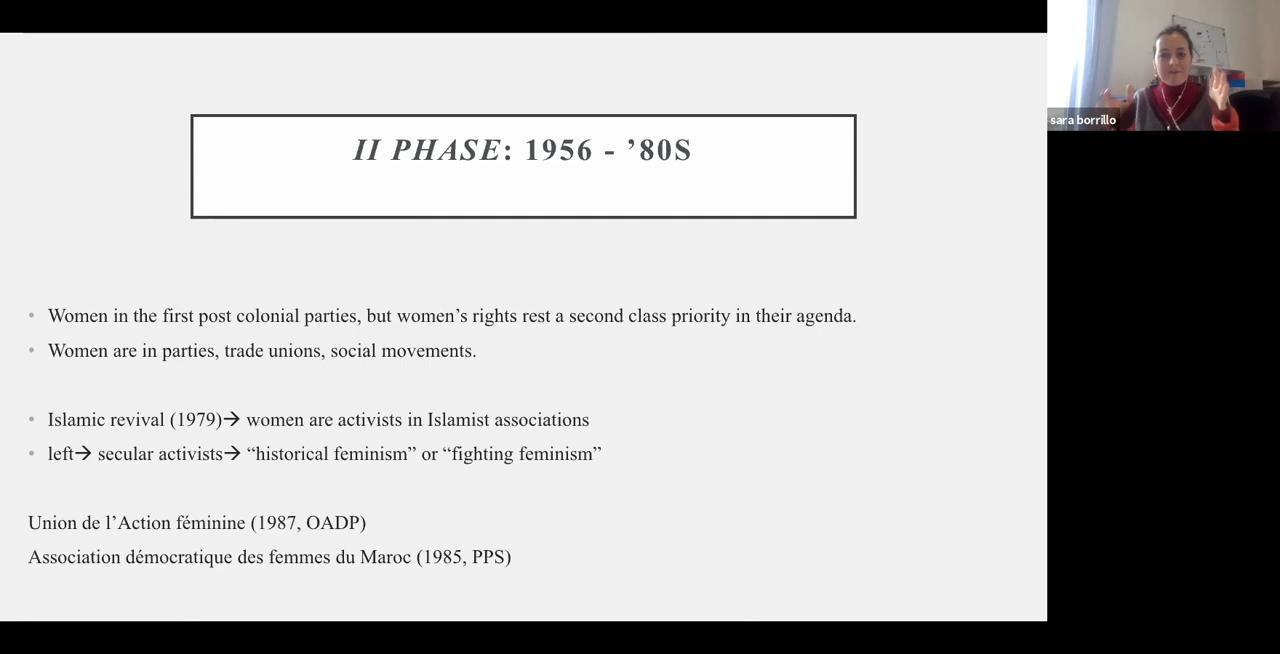 II PHASE: 1956 - ’80S
sara borrillo
• Women in the first post colonial parties, but women’s rights rest a second class priority in their agenda.
• Women are in parties, trade unions, social movements.
• Islamic revival (1979)→ women are activists in Islamist associations
• left→ secular activists→ “historical feminism” or “fighting feminism”
Union de l’Action féminine (1987, OADP)
Association démocratique des femmes du Maroc (1985, PPS)